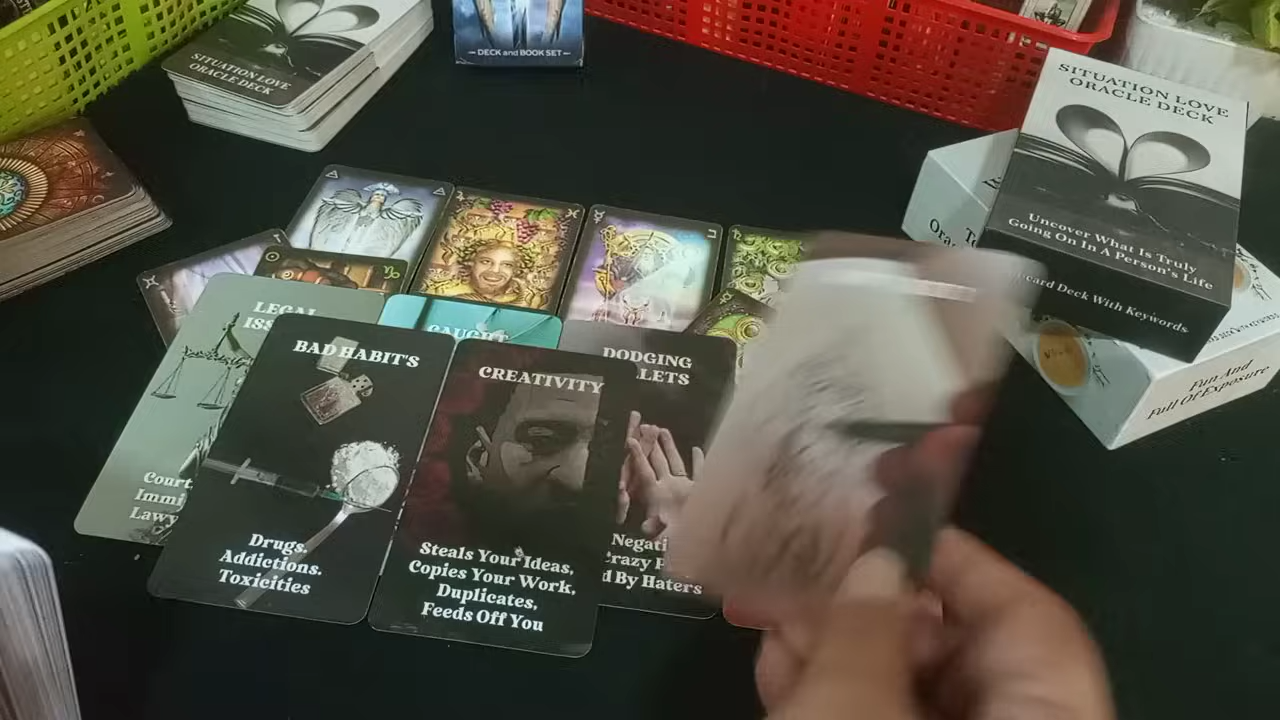 SITUATION LOVE
ORACLE DECK
DECK and BOOK SET
SITUATION LOVE
ORACLE DECK
Uncover What Is Truly
Going On In A Person's Life
card Deck With Keywords
Fun And
Full Of Exposure
LEGAL
ISS
Court,
Immi
Lawy
CAUGHT
BAD HABIT'S
Drugs,
Addictions.
Toxicities
CREATIVITY
Steals Your Ideas,
Copies Your Work,
Duplicates,
Feeds Off You
DODGING
LETS
Negati
d By Haters